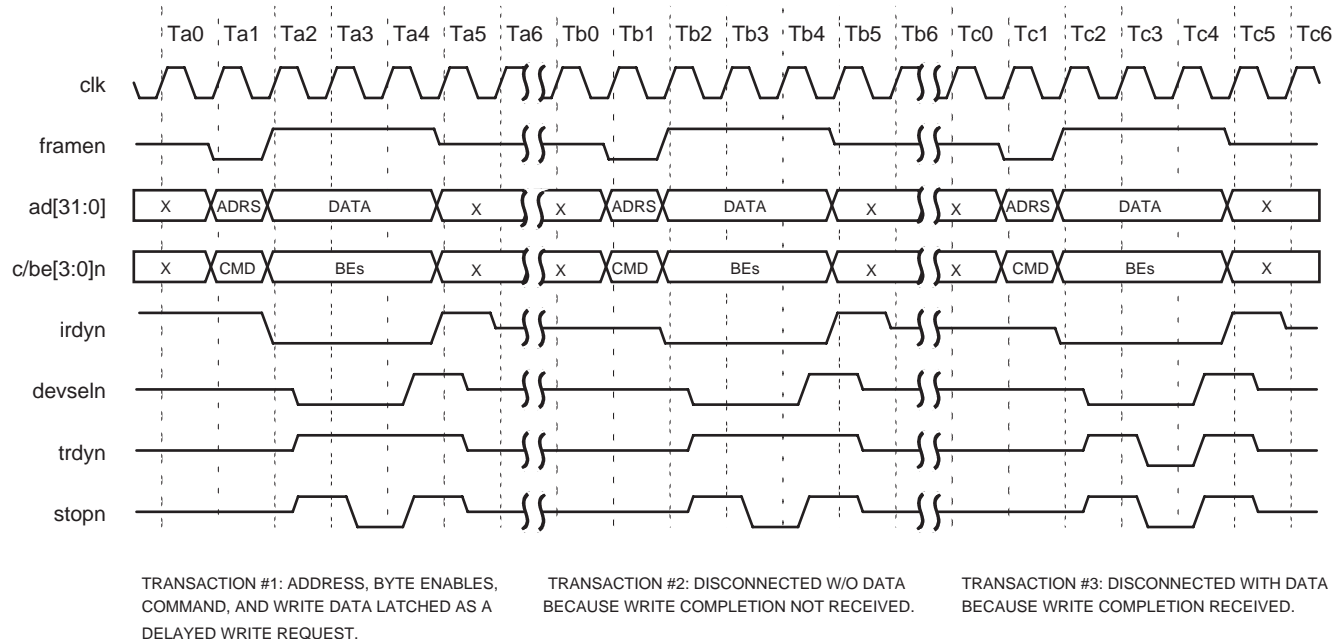 Ta0 Ta1 Ta2 Ta3 Ta4 Ta5 Ta6 Tb0 Tb1 Tb2 Tb3 Tb4 Tb5 Tb6 Tc0 Tc1 Tc2 Tc3 Tc4 Tc5 Tc6
clk
framen
ad[31:0] X ADRS DATA X X ADRS DATA X X ADRS DATA X
c/be[3:0]n X CMD BEs X X CMD BEs X X CMD BEs X
irdyn
devseln
trdyn
stopn
TRANSACTION #1: ADDRESS, BYTE ENABLES,
COMMAND, AND WRITE DATA LATCHED AS A
DELAYED WRITE REQUEST.
TRANSACTION #2: DISCONNECTED W/O DATA
BECAUSE WRITE COMPLETION NOT RECEIVED.
TRANSACTION #3: DISCONNECTED WITH DATA
BECAUSE WRITE COMPLETION RECEIVED.